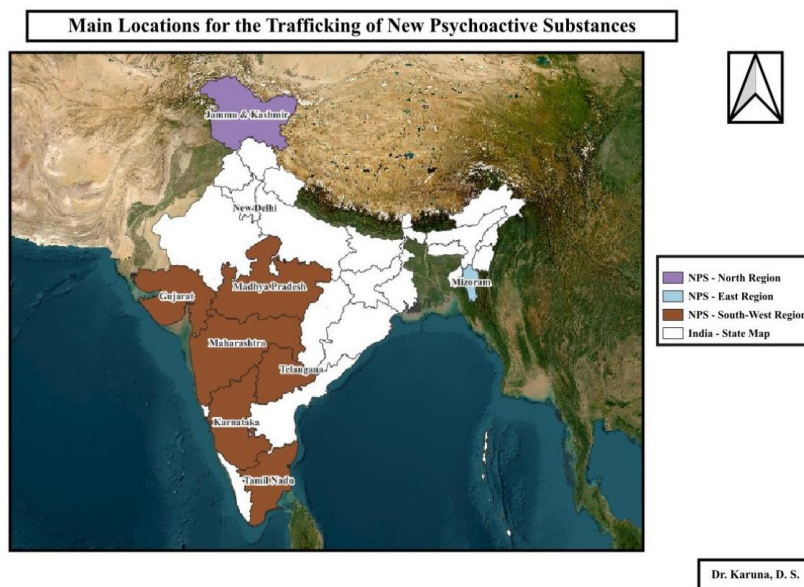 Main Locations for the Trafficking of New Psychoactive Substances
Jammu & Kashmir
New Delhi
Gujarat
Madhya Pradesh
Mizoram
Maharashtra
Telangana
Karnataka
Tamil Nadu
NPS - North Region
NPS - East Region
NPS - South-West Region
India - State Map
Dr. Karuna, D. S.